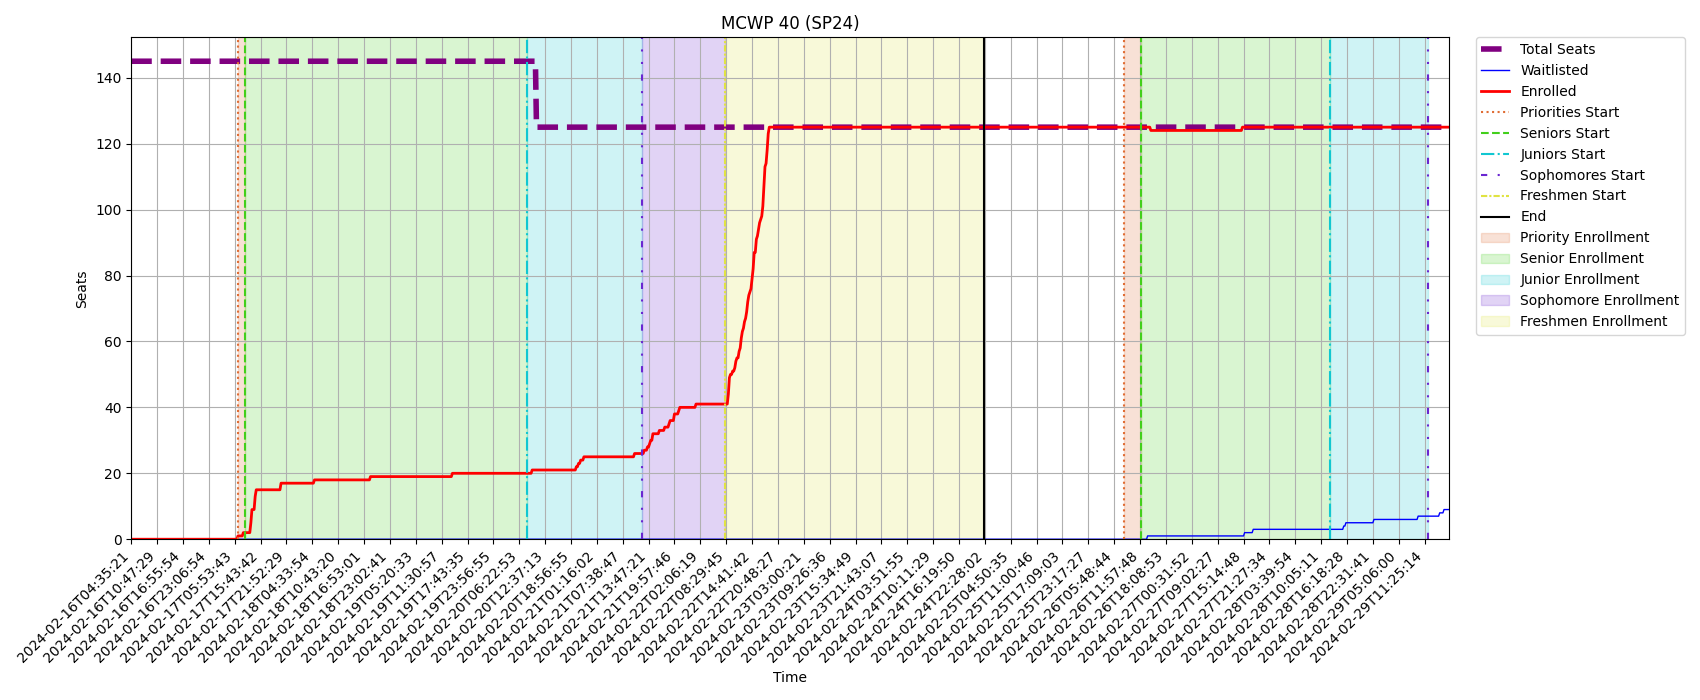 MCWP 40 (SP24)
Total Seats
Waitlisted
Enrolled
Priorities Start
Seniors Start
Juniors Start
Sophomores Start
Freshmen Start
End
Priority Enrollment
Senior Enrollment
Junior Enrollment
Sophomore Enrollment
Freshmen Enrollment
Seats
140
120
100
80
60
40
20
0
2024-02-16T04:35:21
2024-02-16T10:47:29
2024-02-16T16:55:54
2024-02-16T23:06:54
2024-02-17T05:53:43
2024-02-17T15:43:42
2024-02-17T21:52:29
2024-02-18T04:33:54
2024-02-18T10:43:20
2024-02-18T16:53:01
2024-02-18T23:02:41
2024-02-19T05:20:33
2024-02-19T11:30:57
2024-02-19T17:43:35
2024-02-19T23:56:55
2024-02-20T06:22:53
2024-02-20T12:37:13
2024-02-20T18:56:55
2024-02-21T01:16:02
2024-02-21T07:38:47
2024-02-21T13:47:21
2024-02-21T19:57:46
2024-02-22T02:06:19
2024-02-22T08:29:45
2024-02-22T14:41:42
2024-02-22T20:48:27
2024-02-23T03:00:21
2024-02-23T09:26:36
2024-02-23T15:34:49
2024-02-23T21:43:07
2024-02-24T03:51:55
2024-02-24T10:11:29
2024-02-24T16:19:50
2024-02-24T22:28:02
2024-02-25T04:50:35
2024-02-25T11:00:46
2024-02-25T17:09:03
2024-02-25T23:17:27
2024-02-26T05:48:44
2024-02-26T11:57:48
2024-02-26T18:08:53
2024-02-27T00:31:52
2024-02-27T09:02:27
2024-02-27T15:14:48
2024-02-27T21:27:34
2024-02-28T03:39:54
2024-02-28T10:05:11
2024-02-28T16:18:28
2024-02-28T22:31:41
2024-02-29T05:06:00
2024-02-29T11:25:14
Time